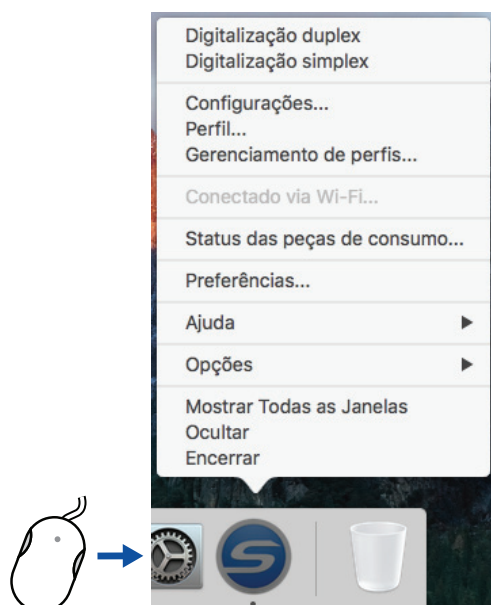 Digitalização duplex
Digitalização simplex
Configurações...
Perfil...
Gerenciamento de perfis...
Conectado via Wi-Fi...
Status das peças de consumo...
Preferências...
Ajuda
Opções
Mostrar Todas as Janelas
Ocultar
Encerrar
S